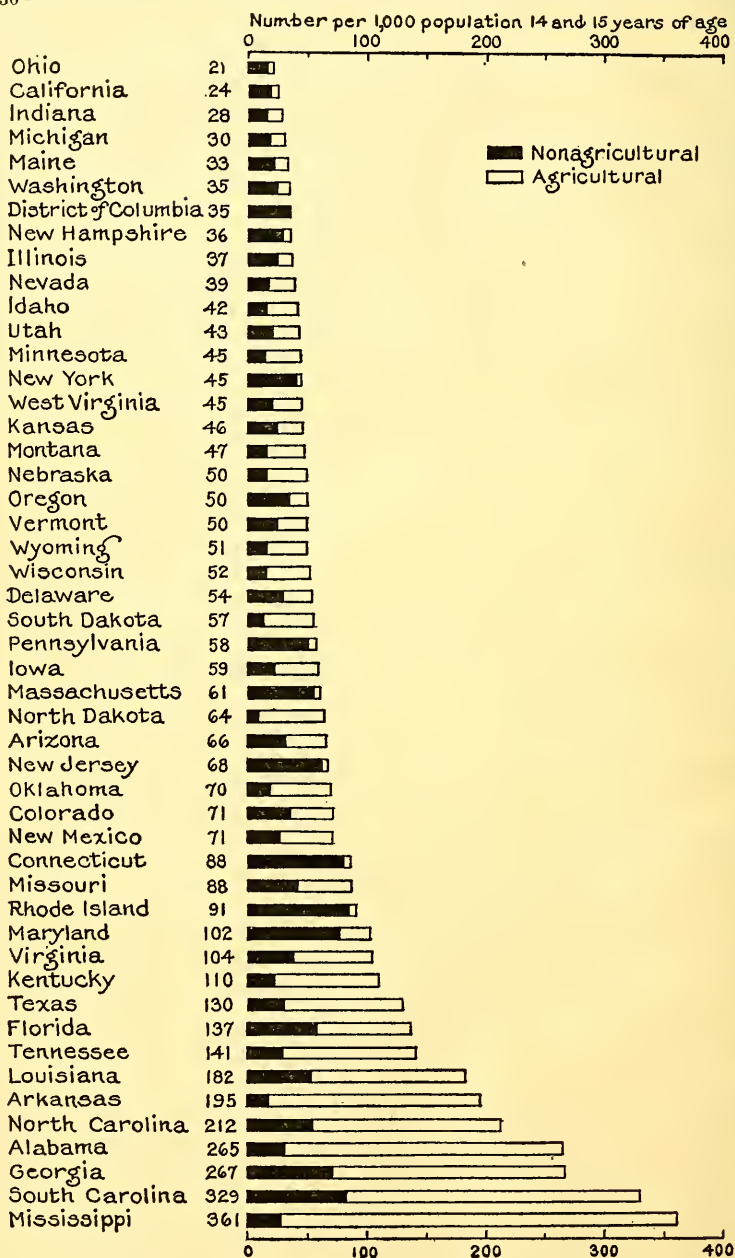 Number per 1,000 population 14 and 15 years of age
0 100 200 300 400
Ohio 21
California 24
Indiana 28
Michigan 30
Maine 33
Washington 35
District of Columbia 35
New Hampshire 36
Illinois 37
Nevada 39
Idaho 42
Utah 43
Minnesota 45
New York 45
West Virginia 45
Kansas 46
Montana 47
Nebraska 50
Oregon 50
Vermont 50
Wyoming 51
Wisconsin 52
Delaware 54
South Dakota 57
Pennsylvania 58
Iowa 59
Massachusetts 61
North Dakota 64
Arizona 66
New Jersey 68
Oklahoma 70
Colorado 71
New Mexico 71
Connecticut 88
Missouri 88
Rhode Island 91
Maryland 102
Virginia 104
Kentucky 110
Texas 130
Florida 137
Tennessee 141
Louisiana 182
Arkansas 195
North Carolina 212
Alabama 265
Georgia 267
South Carolina 329
Mississippi 361
0 100 200 300 400
Nonagricultural
Agricultural